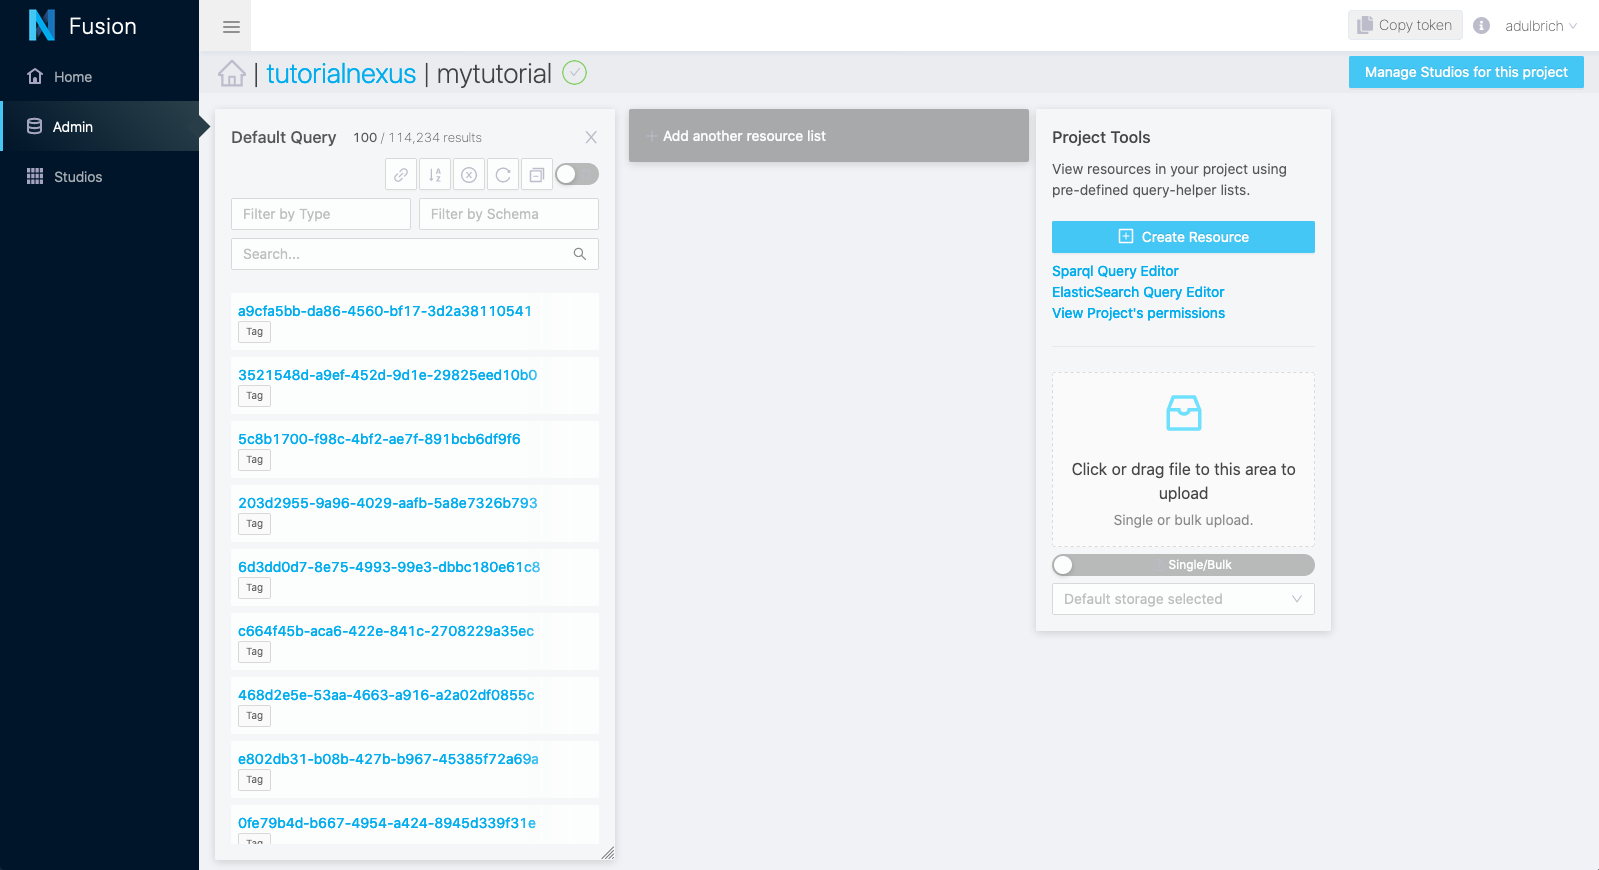 Fusion
Copy token
adulbrich
Home
Admin
Studios
| tutorialnexus | mytutorial
Manage Studios for this project
Default Query 100 / 114,234 results
Filter by Type
Filter by Schema
Search...
a9cfa5bb-da86-4560-bf17-3d2a38110541
Tag
3521548d-a9ef-452d-9d1e-29825eed10b0
Tag
5c8b1700-f98c-4bf2-ae7f-891bcb6df9f6
Tag
203d2955-9a96-4029-aafb-5a8e7326b793
Tag
6d3dd0d7-8e75-4993-99e3-dbbc180e61c8
Tag
c664f45b-aca6-422e-841c-2708229a35ec
Tag
468d2e5e-53aa-4663-a916-a2a02df0855c
Tag
e802db31-b08b-427b-b967-45385f72a69a
Tag
0fe79b4d-b667-4954-a424-8945d339f31e
Tag
+ Add another resource list
Project Tools
View resources in your project using
pre-defined query-helper lists.
Create Resource
Sparql Query Editor
ElasticSearch Query Editor
View Project's permissions
Click or drag file to this area to
upload
Single or bulk upload.
Single/Bulk
Default storage selected